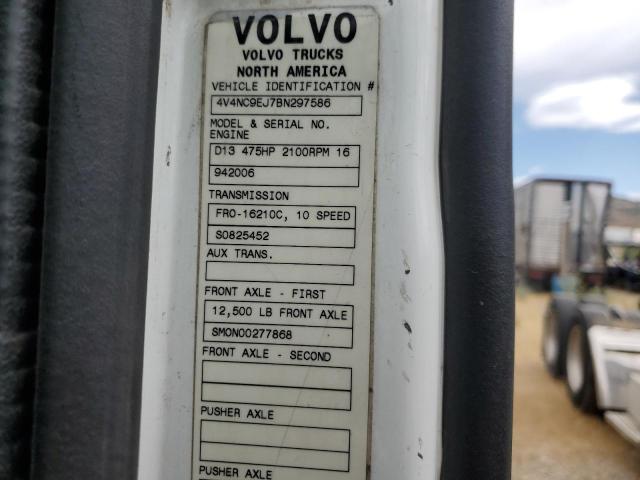 VOLVO
VOLVO TRUCKS
NORTH AMERICA
VEHICLE IDENTIFICATION #
4V4NC9EJ7BN297586
MODEL & SERIAL NO.
ENGINE
D13 475HP 2100RPM 16
942006
TRANSMISSION
FRO-16210C, 10 SPEED
S0825452
AUX TRANS.
FRONT AXLE - FIRST
12,500 LB FRONT AXLE
SMON00277868
FRONT AXLE - SECOND
PUSHER AXLE
PUSHER AXLE